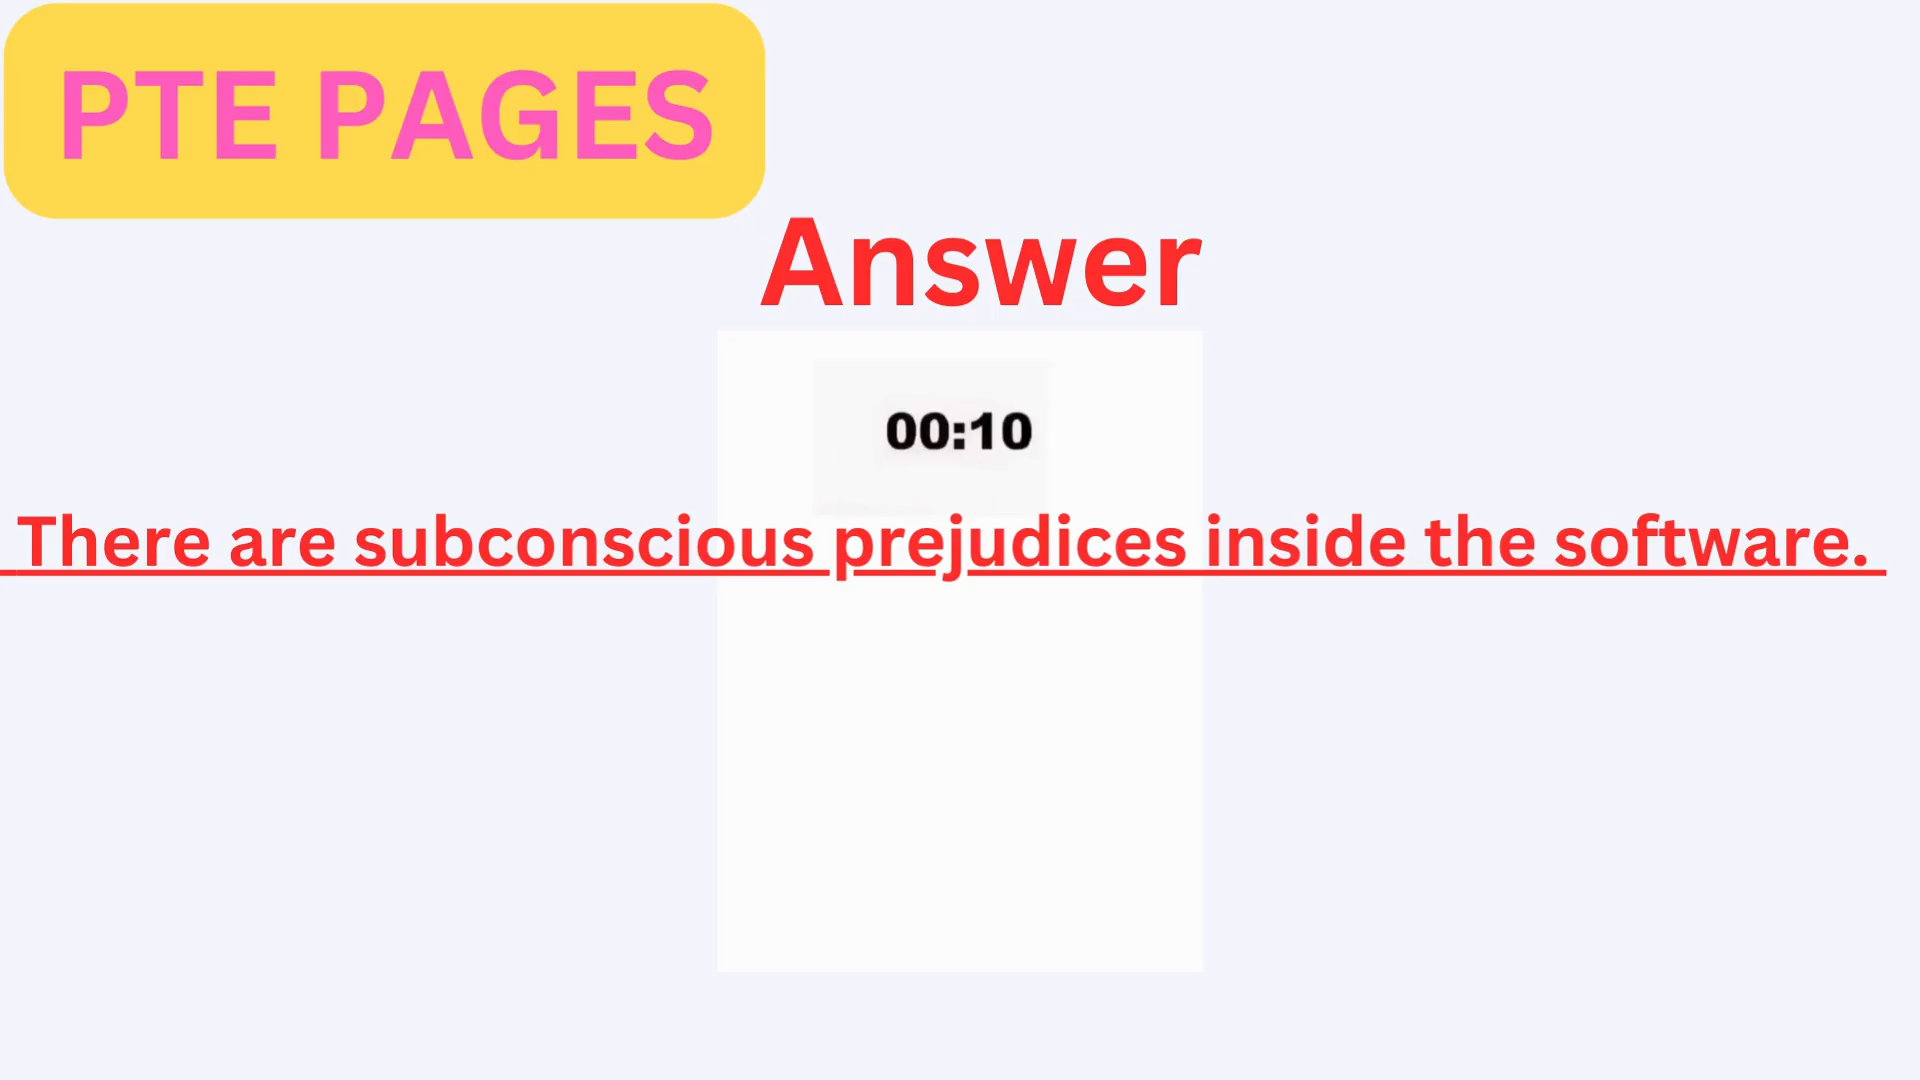 PTE PAGES
Answer
00:10
There are subconscious prejudices inside the software.